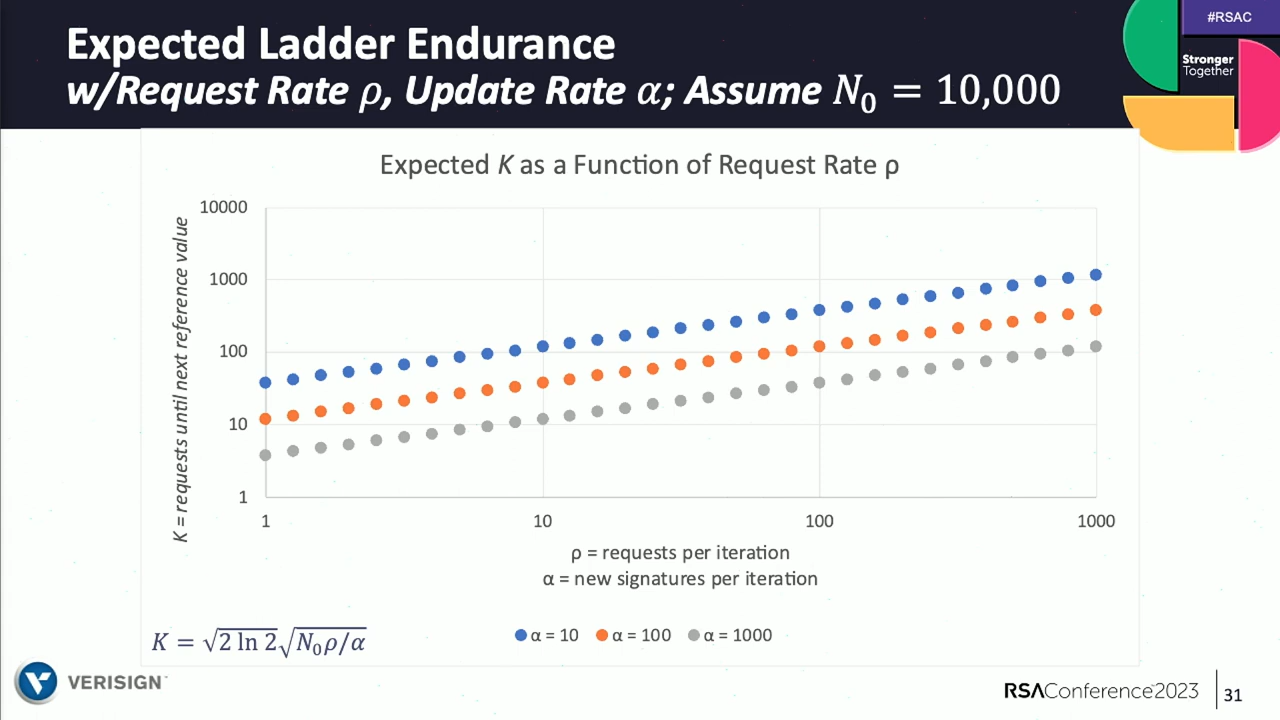 #RSAC
Stronger
Together
Expected Ladder Endurance
w/Request Rate ρ, Update Rate α; Assume N₀ = 10,000
Expected K as a Function of Request Rate ρ
K = requests until next reference value
10000
1000
100
10
1
1
10
100
1000
ρ = requests per iteration
α = new signatures per iteration
α = 10
α = 100
α = 1000
K = √2 ln 2 √N₀ρ/α
VERISIGN
RSAConference2023
31